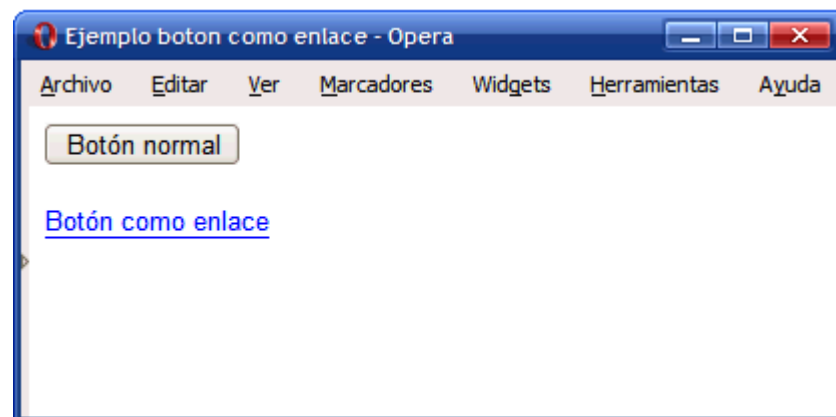 Ejemplo boton como enlace - Opera
Archivo Editar Ver Marcadores Widgets Herramientas Ayuda
Botón normal
Botón como enlace